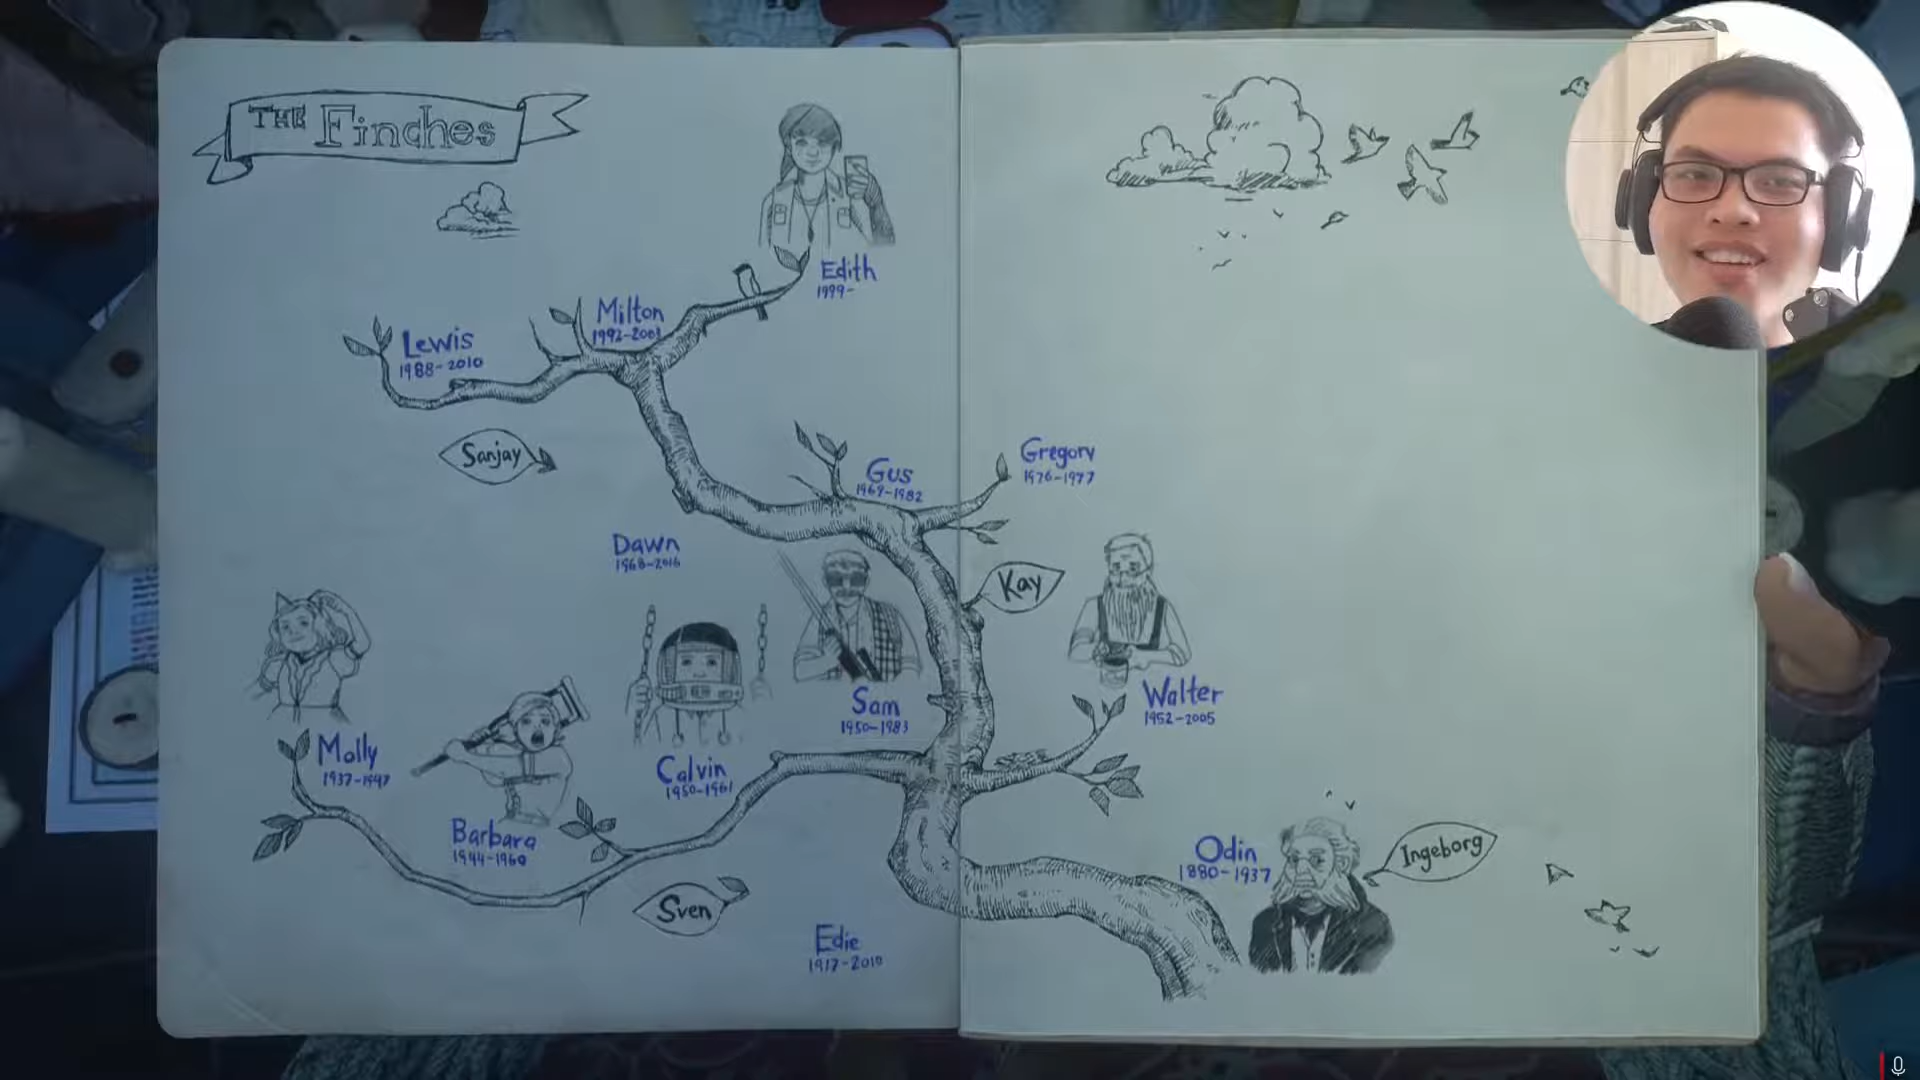 THE Finches
Edith
1999-
Milton
1992-2003
Lewis
1988-2010
Sanjay
Gus
1969-1982
Gregory
1976-1977
Dawn
1968-2016
Kay
Sam
1950-1983
Walter
1952-2005
Molly
1937-1947
Calvin
1950-1961
Barbara
1944-1960
Odin
1880-1937
Ingeborg
Sven
Edie
1917-2010